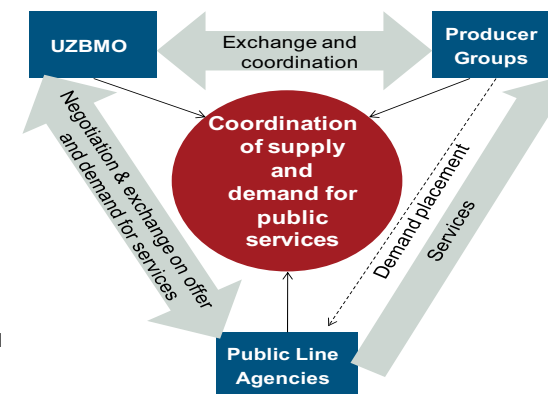 UZBMO
Exchange and
coordination
Producer
Groups
Coordination
of supply
and
demand for
public
services
Negotiation & exchange on offer
and demand for
services
Demand placement
Services
Public Line
Agencies